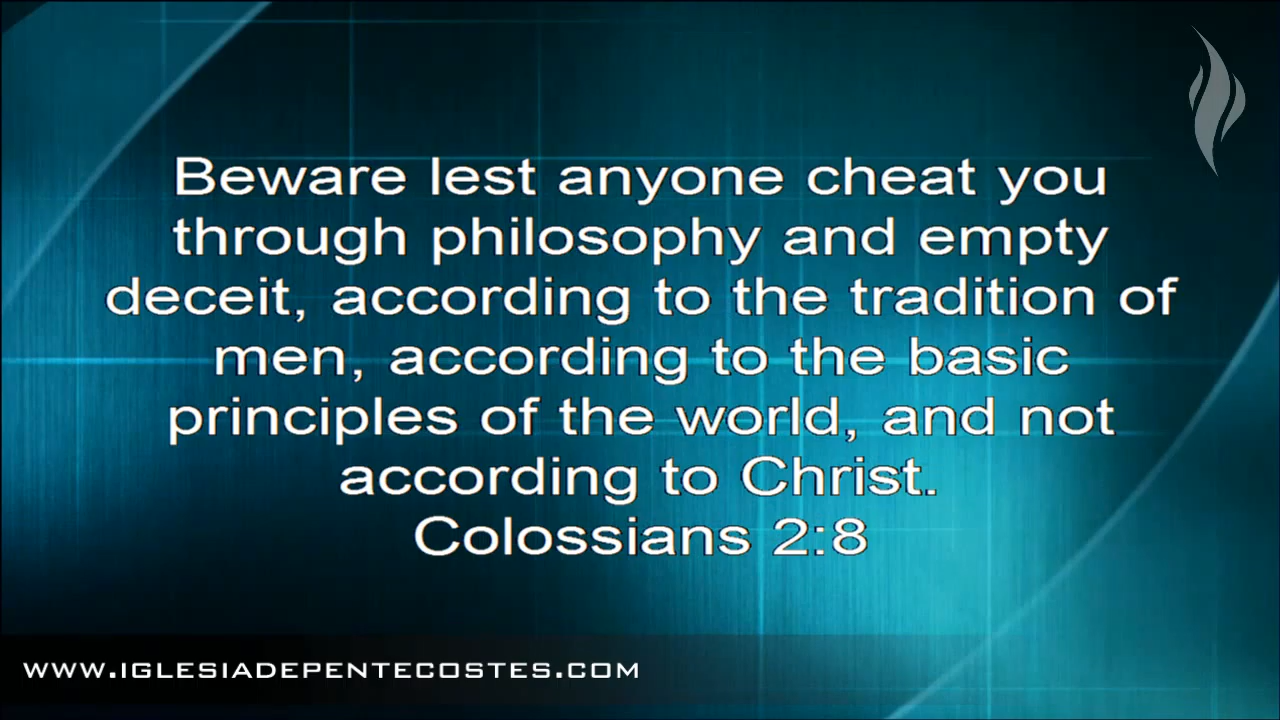 Beware lest anyone cheat you
through philosophy and empty
deceit, according to the tradition of
men, according to the basic
principles of the world, and not
according to Christ.
Colossians 2:8
WWW.IGLESIADEPENTECOSTES.COM